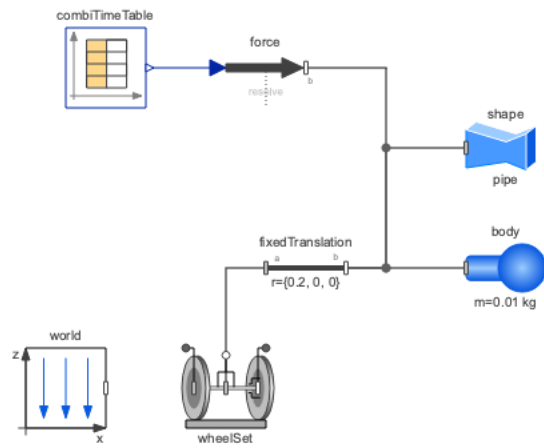 combiTimeTable
force
b
resolve
shape
pipe
fixedTranslation
a
b
r={0.2, 0, 0}
body
m=0.01 kg
world
z
x
wheelSet